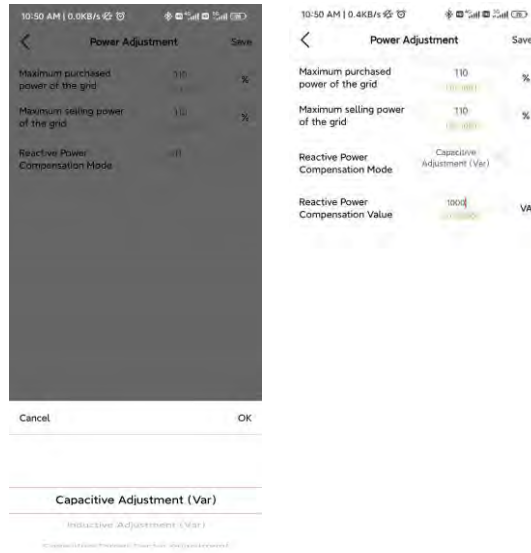 10:50 AM | 0.0KB/s
Power Adjustment
Save
Maximum purchased
power of the grid
110
%
Maximum selling power
of the grid
110
%
Reactive Power
Compensation Mode
Cancel
OK
Capacitive Adjustment (Var)
Inductive Adjustment (Var)
10:50 AM | 0.4KB/s
Power Adjustment
Save
Maximum purchased
power of the grid
110
%
Maximum selling power
of the grid
110
%
Reactive Power
Compensation Mode
Capacitive
Adjustment (Var)
Reactive Power
Compensation Value
1000
VA